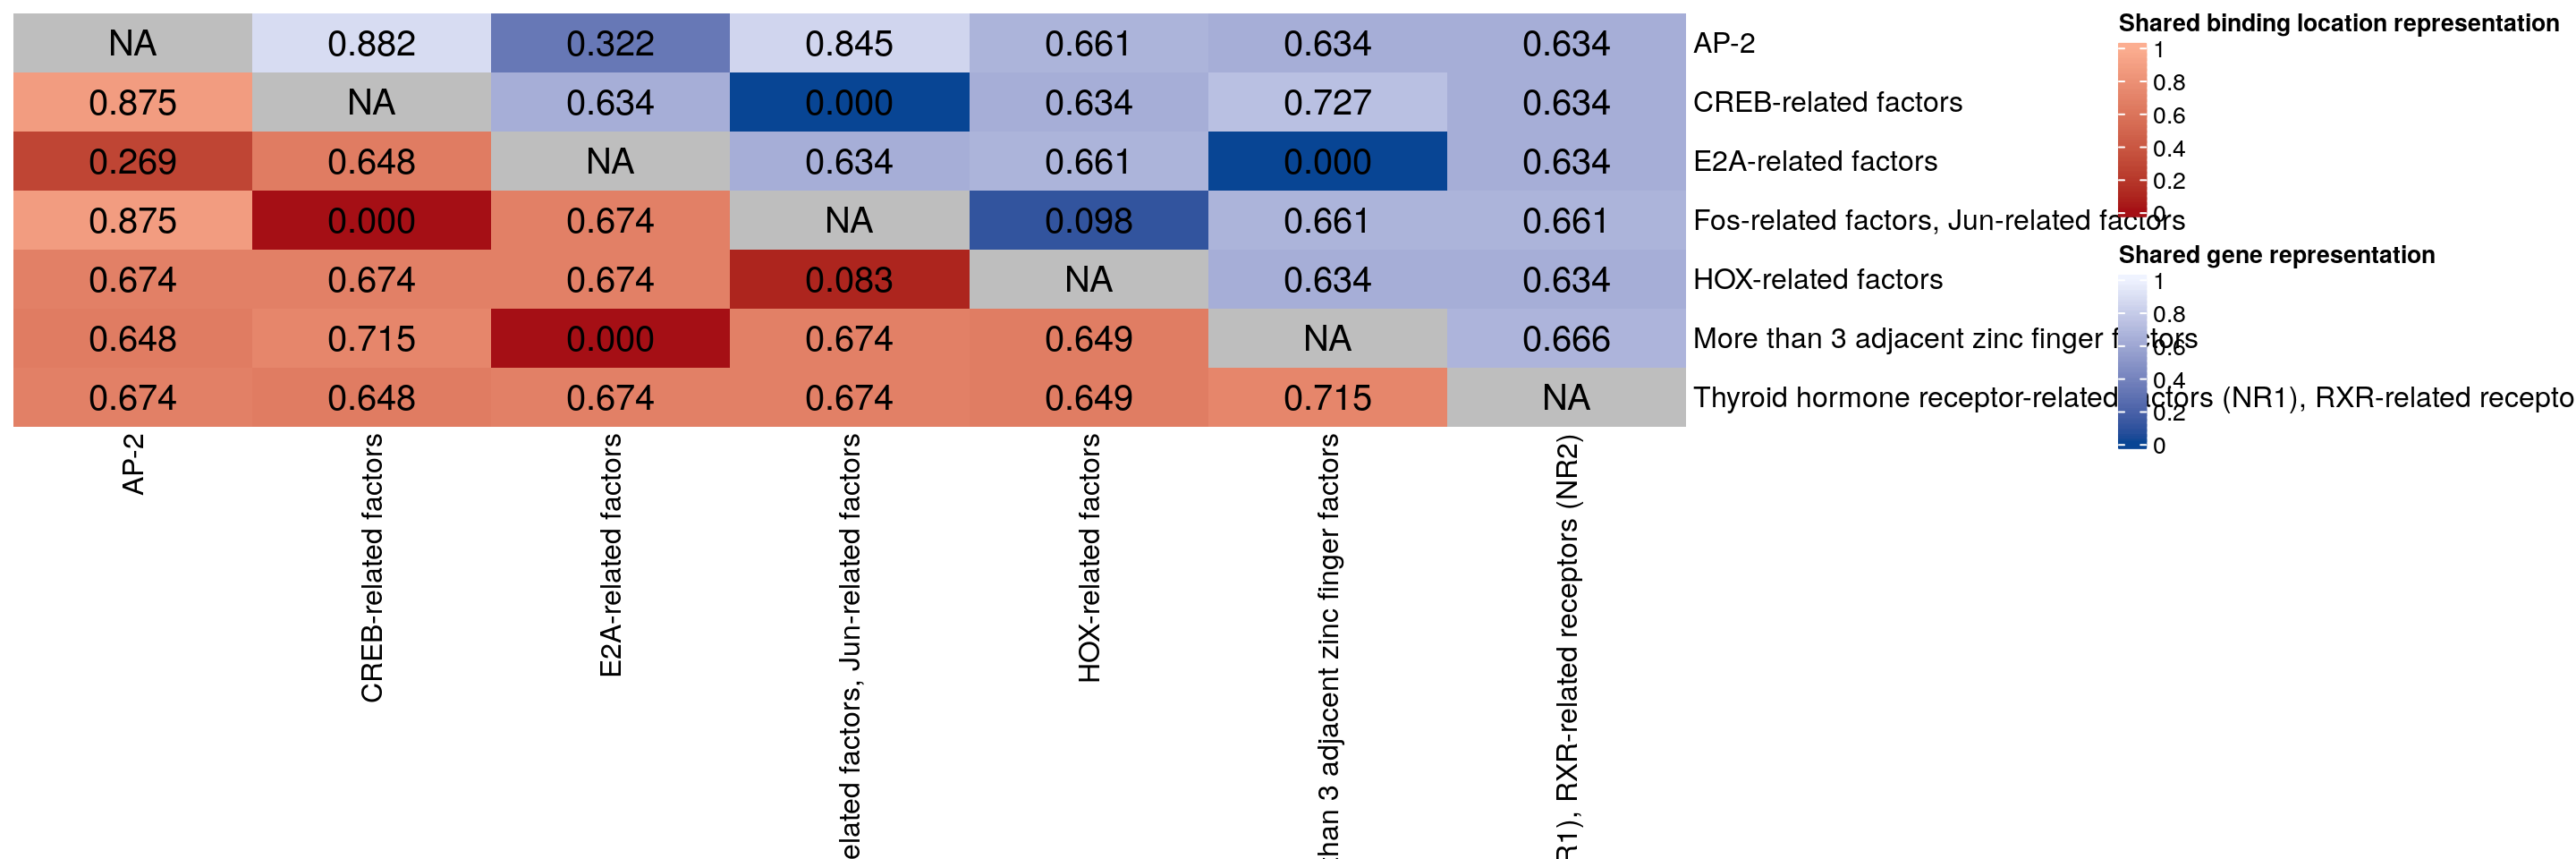 NA 0.882 0.322 0.845 0.661 0.634 0.634 AP-2
0.875 NA 0.634 0.000 0.634 0.727 0.634 CREB-related factors
0.269 0.648 NA 0.634 0.661 0.000 0.634 E2A-related factors
0.875 0.000 0.674 NA 0.098 0.661 0.661 Fos-related factors, Jun-related factors
0.674 0.674 0.674 0.083 NA 0.634 0.634 HOX-related factors
0.648 0.715 0.000 0.674 0.649 NA 0.666 More than 3 adjacent zinc finger factors
0.674 0.648 0.674 0.674 0.649 0.715 NA Thyroid hormone receptor-related factors (NR1), RXR-related recepto
AP-2
CREB-related factors
E2A-related factors
elated factors, Jun-related factors
HOX-related factors
than 3 adjacent zinc finger factors
R1), RXR-related receptors (NR2)
Shared binding location representation
1
0.8
0.6
0.4
0.2
0
Shared gene representation
1
0.8
0.6
0.4
0.2
0